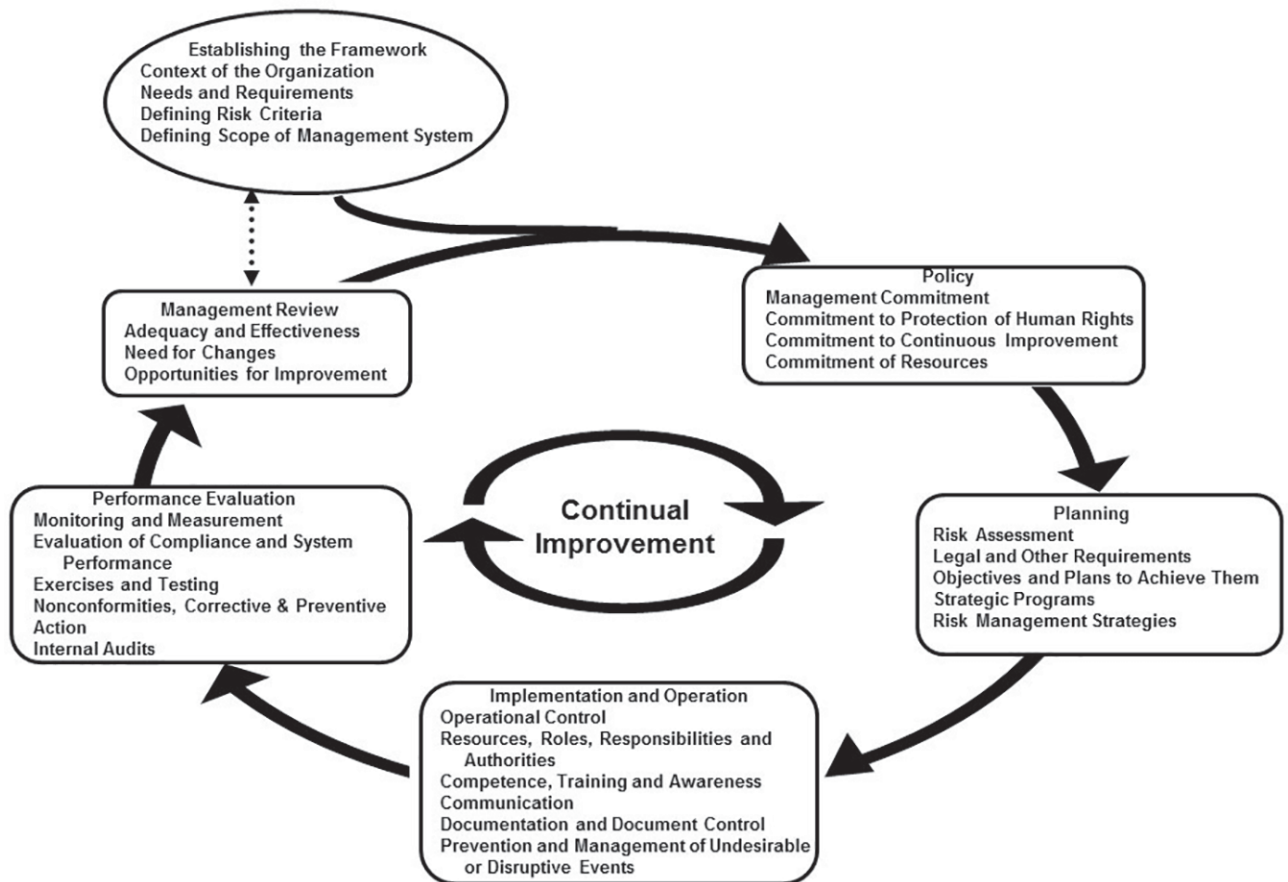 Establishing the Framework
Context of the Organization
Needs and Requirements
Defining Risk Criteria
Defining Scope of Management System
Management Review
Adequacy and Effectiveness
Need for Changes
Opportunities for Improvement
Policy
Management Commitment
Commitment to Protection of Human Rights
Commitment to Continuous Improvement
Commitment of Resources
Performance Evaluation
Monitoring and Measurement
Evaluation of Compliance and System
Performance
Exercises and Testing
Nonconformities, Corrective & Preventive
Action
Internal Audits
Continual
Improvement
Planning
Risk Assessment
Legal and Other Requirements
Objectives and Plans to Achieve Them
Strategic Programs
Risk Management Strategies
Implementation and Operation
Operational Control
Resources, Roles, Responsibilities and
Authorities
Competence, Training and Awareness
Communication
Documentation and Document Control
Prevention and Management of Undesirable
or Disruptive Events